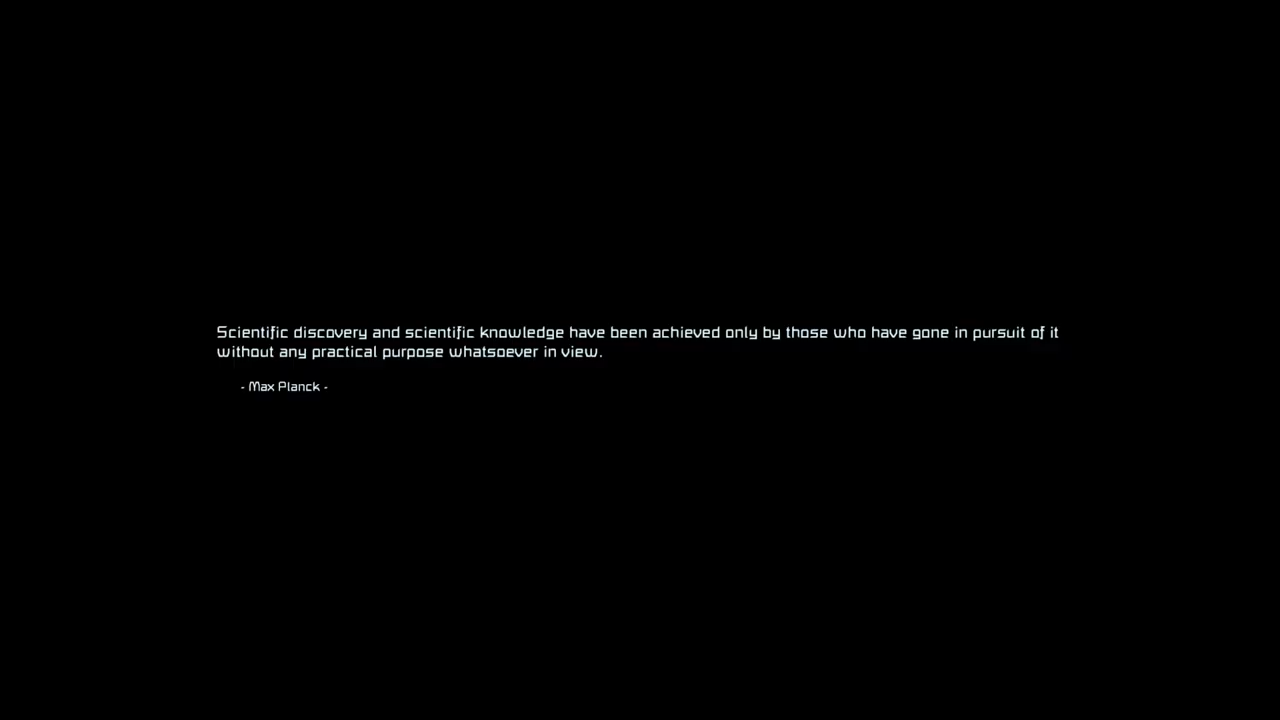 Scientific discovery and scientific knowledge have been achieved only by those who have gone in pursuit of it
without any practical purpose whatsoever in view.
- Max Planck -